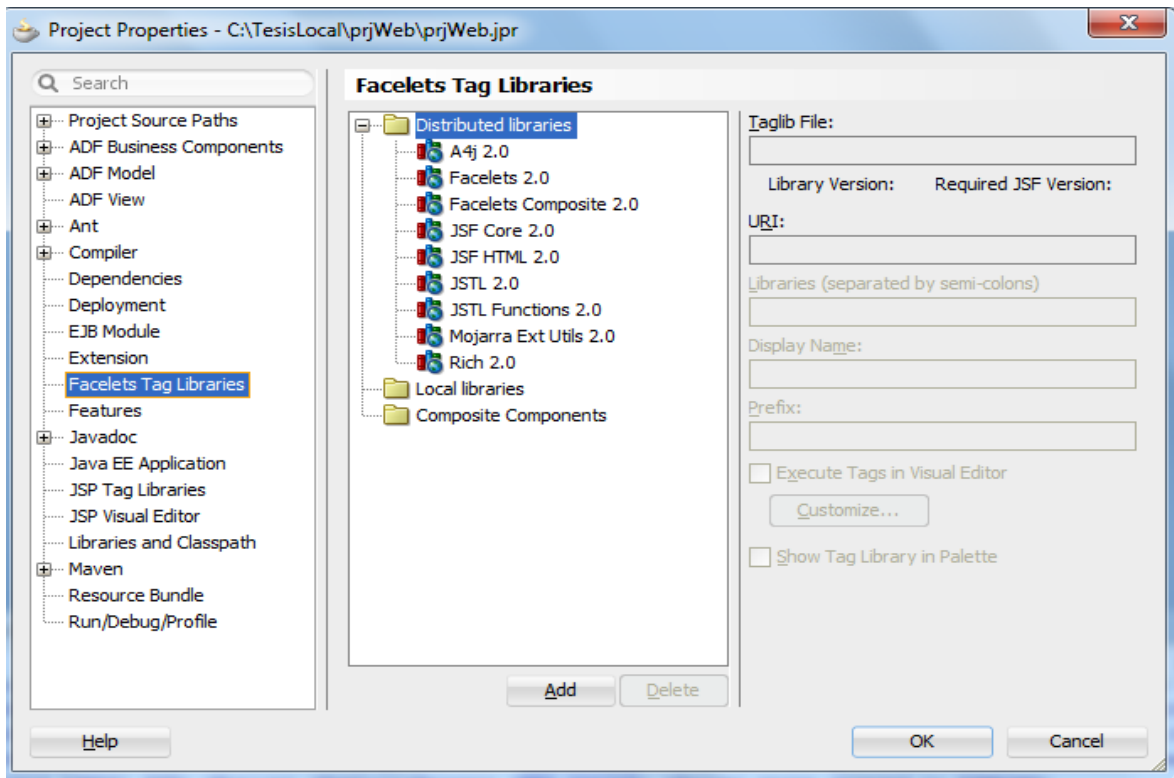 Project Properties - C:\TesisLocal\prjWeb\prjWeb.jpr
x
Search
Project Source Paths
ADF Business Components
ADF Model
ADF View
Ant
Compiler
Dependencies
Deployment
EJB Module
Extension
Facelets Tag Libraries
Features
Javadoc
Java EE Application
JSP Tag Libraries
JSP Visual Editor
Libraries and Classpath
Maven
Resource Bundle
Run/Debug/Profile
Facelets Tag Libraries
Distributed libraries
A4j 2.0
Facelets 2.0
Facelets Composite 2.0
JSF Core 2.0
JSF HTML 2.0
JSTL 2.0
JSTL Functions 2.0
Mojarra Ext Utils 2.0
Rich 2.0
Local libraries
Composite Components
Add
Delete
Taglib File:
Library Version: Required JSF Version:
URI:
Libraries (separated by semi-colons)
Display Name:
Prefix:
Execute Tags in Visual Editor
Customize...
Show Tag Library in Palette
Help
OK
Cancel